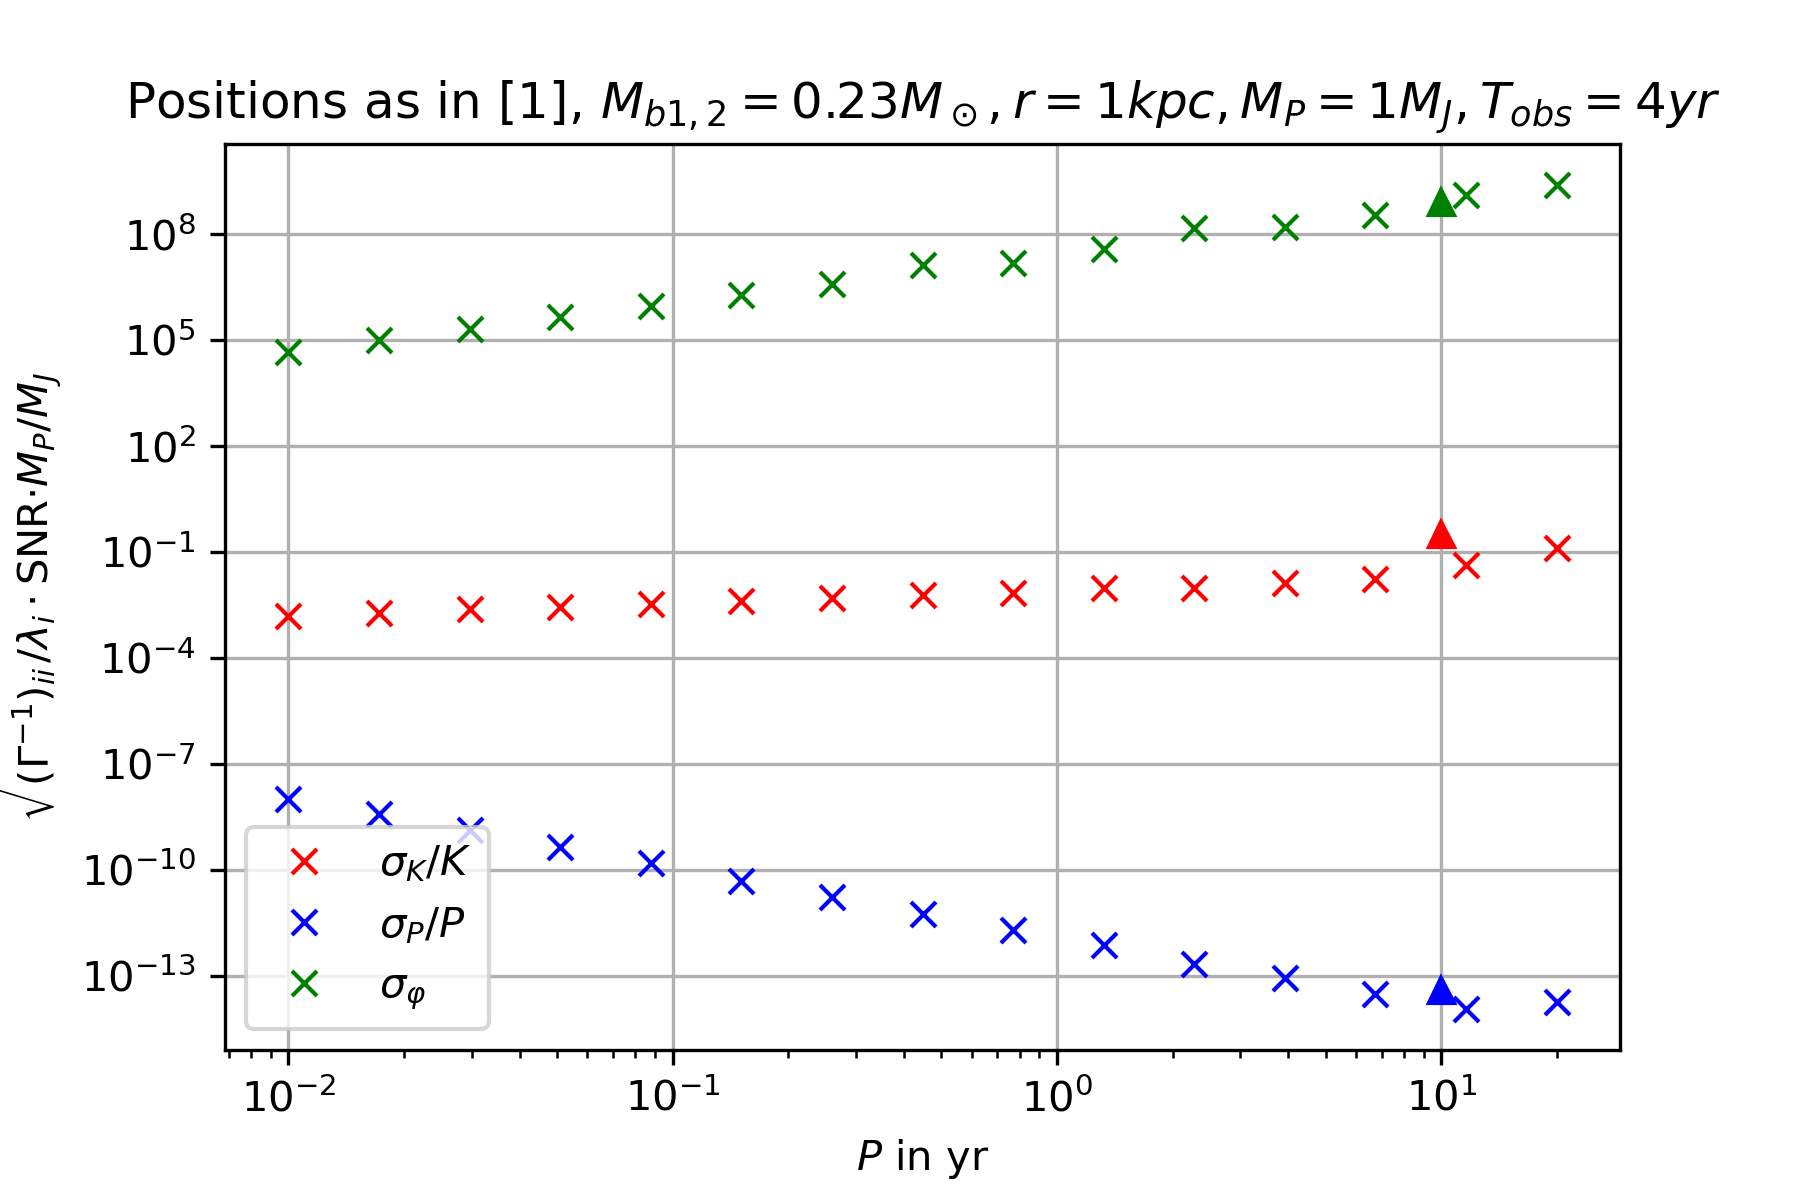 Positions as in [1], $M_{b1,2} = 0.23M_\odot, r = 1kpc, M_P = 1M_J, T_{obs} = 4yr$
$\sqrt{(\Gamma^{-1})_{ii}}/\lambda_i \cdot$ SNR$\cdot M_P/M_J$
$10^8$
$10^5$
$10^2$
$10^{-1}$
$10^{-4}$
$10^{-7}$
$10^{-10}$
$10^{-13}$
$\sigma_K/K$
$\sigma_P/P$
$\sigma_\varphi$
$10^{-2}$ $10^{-1}$ $10^0$ $10^1$
$P$ in yr